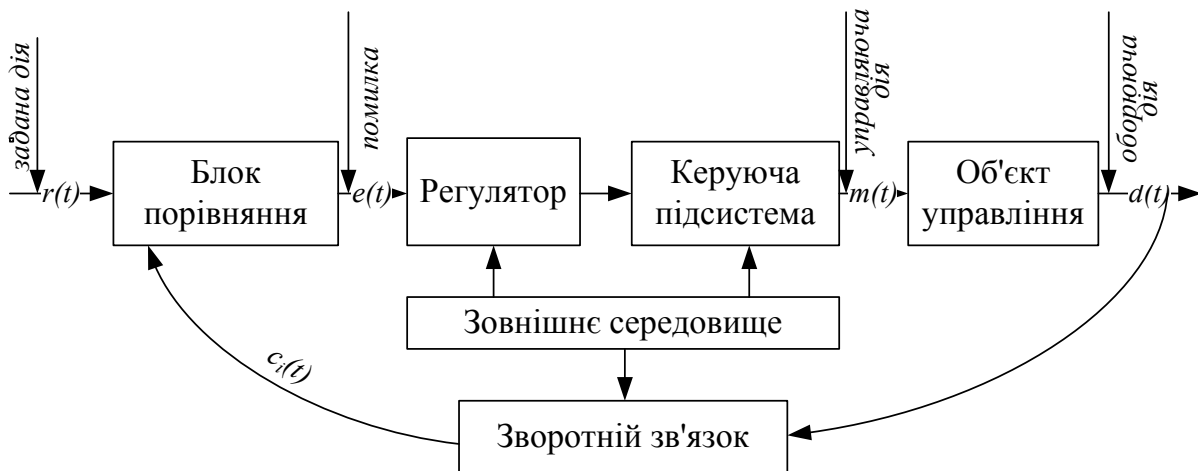 задана дія
помилка
управляюча
дія
оборююча
дія
r(t)
Блок
порівняння
e(t)
Регулятор
Керуюча
підсистема
m(t)
Об'єкт
управління
d(t)
Зовнішнє середовище
cᵢ(t)
Зворотній зв'язок